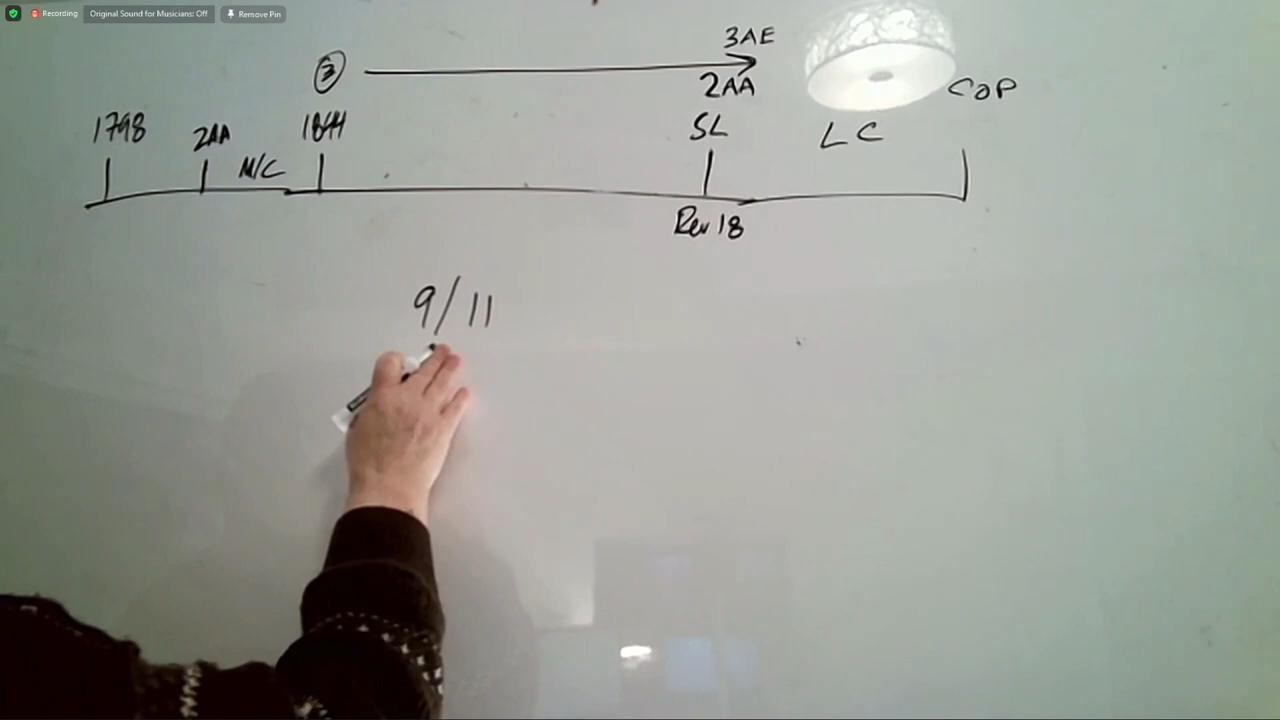 Recording Original Sound for Musicians: Off Remove Pin
3AE
③
2AA
COP
1798 2AA 1844 SL LC
M/C
Rev 18
9/11